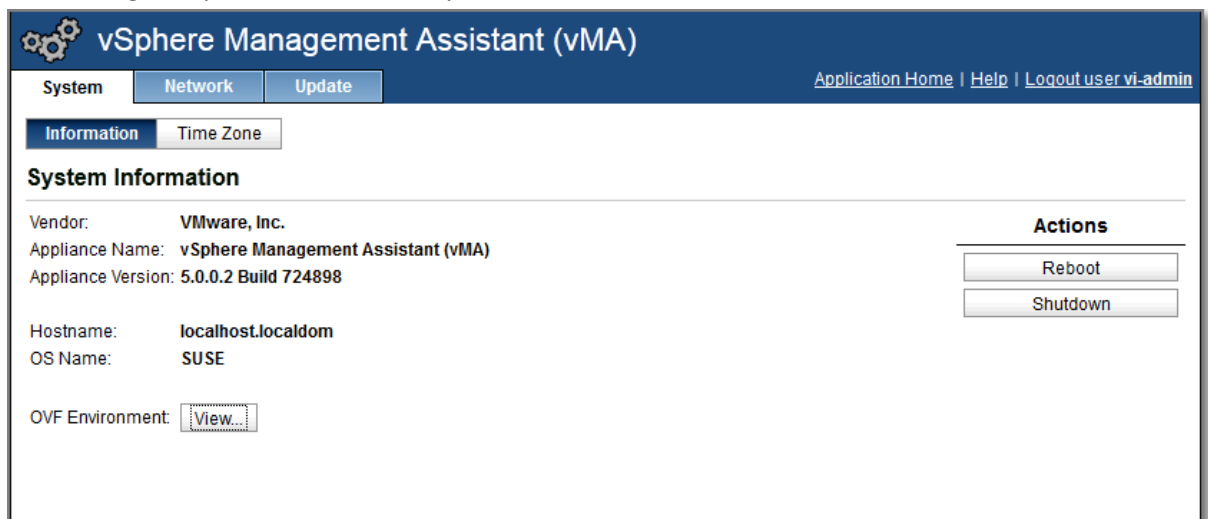 vSphere Management Assistant (vMA)
System Network Update Application Home | Help | Logout user vi-admin
Information Time Zone
System Information
Vendor: VMware, Inc.
Appliance Name: vSphere Management Assistant (vMA)
Appliance Version: 5.0.0.2 Build 724898
Hostname: localhost.localdom
OS Name: SUSE
OVF Environment: View...
Actions
Reboot
Shutdown